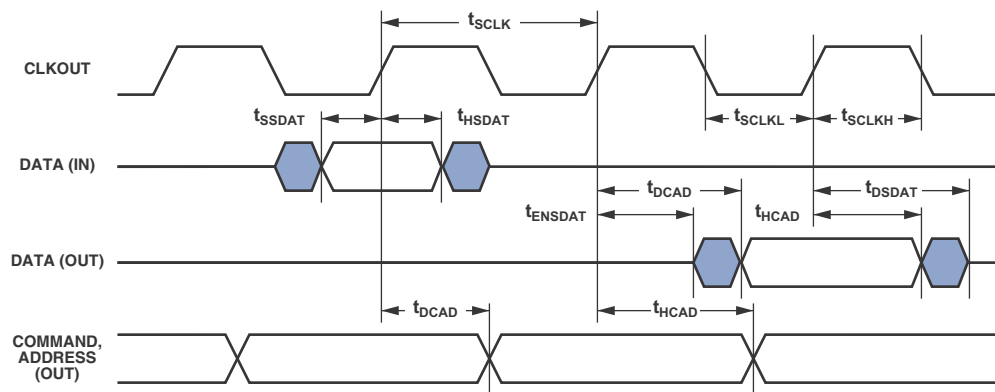 tSCLK
CLKOUT
tSSDAT
tHSDAT
tSCLKL
tSCLKH
DATA (IN)
tDCAD
tDSDAT
tENSDAT
tHCAD
DATA (OUT)
tDCAD
tHCAD
COMMAND,
ADDRESS
(OUT)